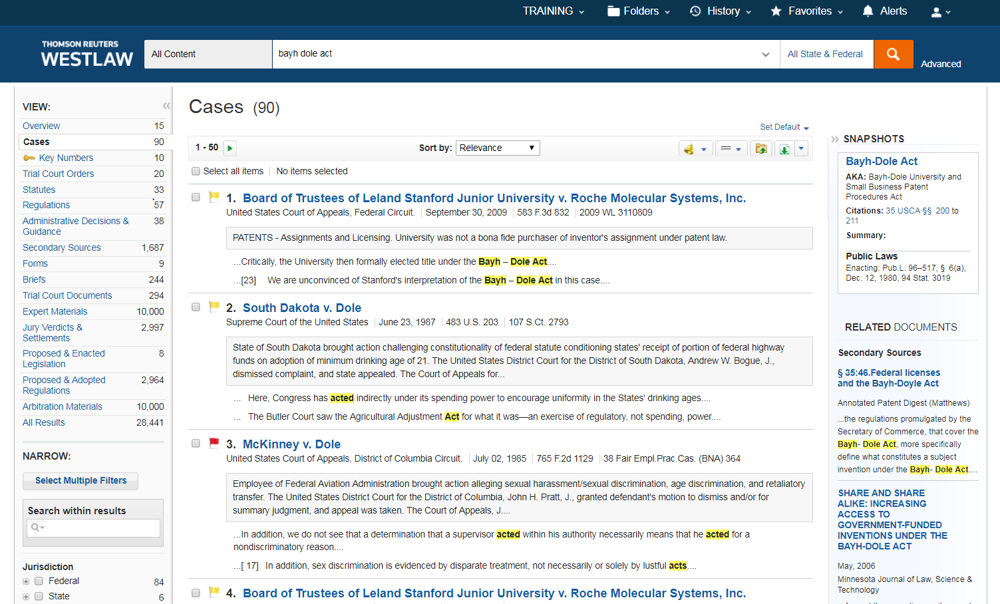 TRAINING Folders History Favorites Alerts
THOMSON REUTERS
WESTLAW
All Content
bayh dole act
All State & Federal
Advanced
VIEW:
Overview 15
Cases 90
Key Numbers 10
Trial Court Orders 20
Statutes 33
Regulations 57
Administrative Decisions & 38
Guidance
Secondary Sources 1,687
Forms 9
Briefs 244
Trial Court Documents 294
Expert Materials 10,000
Jury Verdicts & 2,997
Settlements
Proposed & Enacted 8
Legislation
Proposed & Adopted 2,964
Regulations
Arbitration Materials 10,000
All Results 28,441
NARROW:
Select Multiple Filters
Search within results
Jurisdiction
Federal 84
State 6
Cases (90)
Set Default
1 - 50
Sort by: Relevance
Select all items No items selected
1. Board of Trustees of Leland Stanford Junior University v. Roche Molecular Systems, Inc.
United States Court of Appeals, Federal Circuit. September 30, 2009 583 F.3d 832 2009 WL 3110809
PATENTS - Assignments and Licensing. University was not a bona fide purchaser of inventor's assignment under patent law.
...Critically, the University then formally elected title under the Bayh – Dole Act....
...[23] We are unconvinced of Stanford's interpretation of the Bayh – Dole Act in this case....
2. South Dakota v. Dole
Supreme Court of the United States June 23, 1987 483 U.S. 203 107 S.Ct. 2793
State of South Dakota brought action challenging constitutionality of federal statute conditioning states' receipt of portion of federal highway
funds on adoption of minimum drinking age of 21. The United States District Court for the District of South Dakota, Andrew W. Bogue, J.,
dismissed complaint, and state appealed. The Court of Appeals for...
... Here, Congress has acted indirectly under its spending power to encourage uniformity in the States' drinking ages....
... The Butler Court saw the Agricultural Adjustment Act for what it was—an exercise of regulatory, not spending, power....
3. McKinney v. Dole
United States Court of Appeals, District of Columbia Circuit. July 02, 1985 765 F.2d 1129 38 Fair Empl.Prac.Cas. (BNA) 364
Employee of Federal Aviation Administration brought action alleging sexual harassment/sexual discrimination, age discrimination, and retaliatory
transfer. The United States District Court for the District of Columbia, John H. Pratt, J., granted defendant's motion to dismiss and/or for
summary judgment, and appeal was taken. The Court of Appeals, J....
...In addition, we do not see that a determination that a supervisor acted within his authority necessarily means that he acted for a
nondiscriminatory reason....
...[ 17] In addition, sex discrimination is evidenced by disparate treatment, not necessarily or solely by lustful acts....
4. Board of Trustees of Leland Stanford Junior University v. Roche Molecular Systems, Inc.
SNAPSHOTS
Bayh-Dole Act
AKA: Bayh-Dole University and
Small Business Patent
Procedures Act
Citations: 35 USCA §§ 200 to
211
Summary:
Public Laws
Enacting: Pub.L. 96–517, § 6(a),
Dec. 12, 1980, 94 Stat. 3019
RELATED DOCUMENTS
Secondary Sources
§ 35:46.Federal licenses
and the Bayh-Doyle Act
Annotated Patent Digest (Matthews)
...the regulations promulgated by the
Secretary of Commerce, that cover the
Bayh- Dole Act, more specifically
define what constitutes a subject
invention under the Bayh- Dole Act....
SHARE AND SHARE
ALIKE: INCREASING
ACCESS TO
GOVERNMENT-FUNDED
INVENTIONS UNDER THE
BAYH-DOLE ACT
May, 2006
Minnesota Journal of Law, Science &
Technology